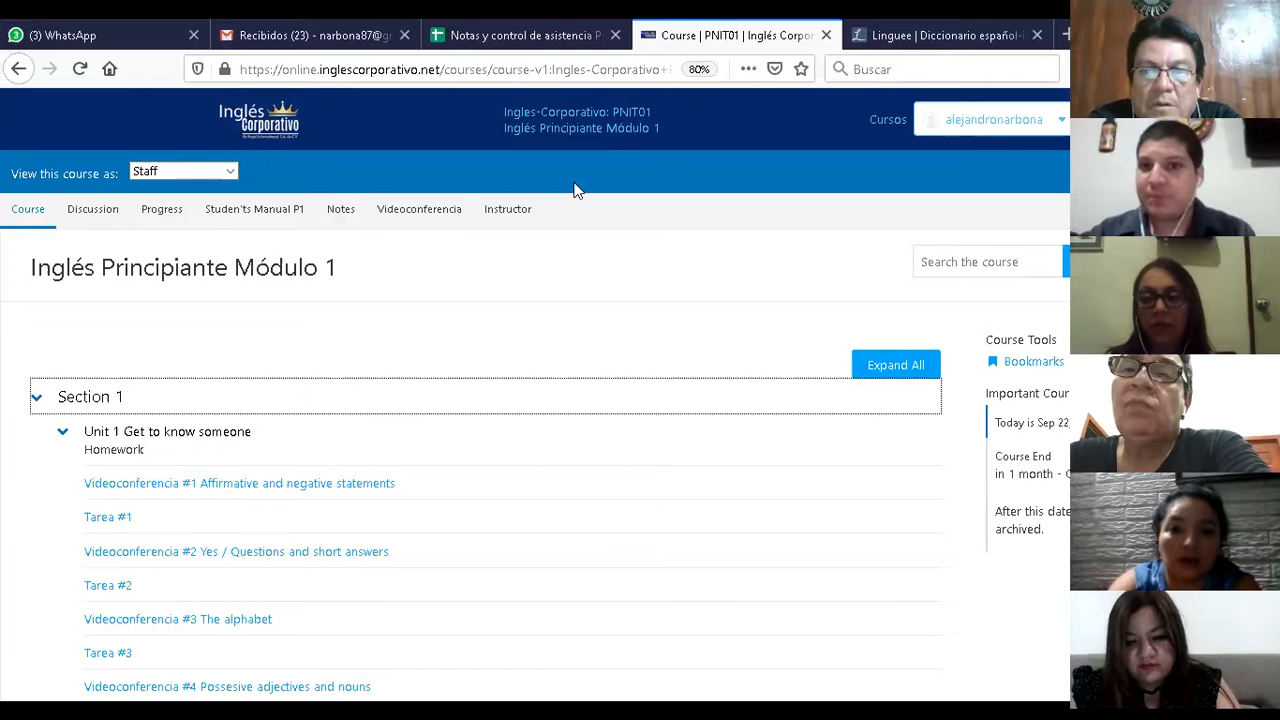 (3) WhatsApp
Recibidos (23) - narbona87@gr
Notas y control de asistencia P
Course | PNIT01 | Inglés Corpor
Linguee | Diccionario español-i
https://online.inglescorporativo.net/courses/course-v1:Ingles-Corporativo+
80%
Buscar
Inglés
Corporativo
Ingles-Corporativo: PNIT01
Inglés Principiante Módulo 1
Cursos
alejandronarbona
View this course as:
Staff
Course
Discussion
Progress
Studen'ts Manual P1
Notes
Videoconferencia
Instructor
Inglés Principiante Módulo 1
Search the course
Expand All
Course Tools
Bookmarks
Important Cour
Today is Sep 22,
Course End
in 1 month -
After this date
archived.
Section 1
Unit 1 Get to know someone
Homework
Videoconferencia #1 Affirmative and negative statements
Tarea #1
Videoconferencia #2 Yes / Questions and short answers
Tarea #2
Videoconferencia #3 The alphabet
Tarea #3
Videoconferencia #4 Possesive adjectives and nouns